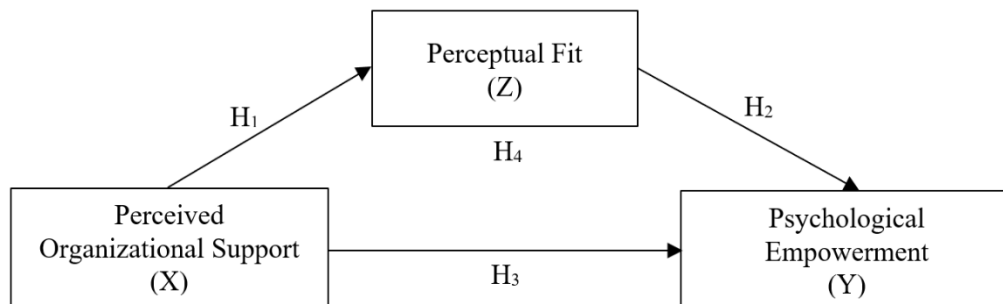 Perceptual Fit
(Z)
H₁
H₂
H₄
Perceived
Organizational Support
(X)
H₃
Psychological
Empowerment
(Y)